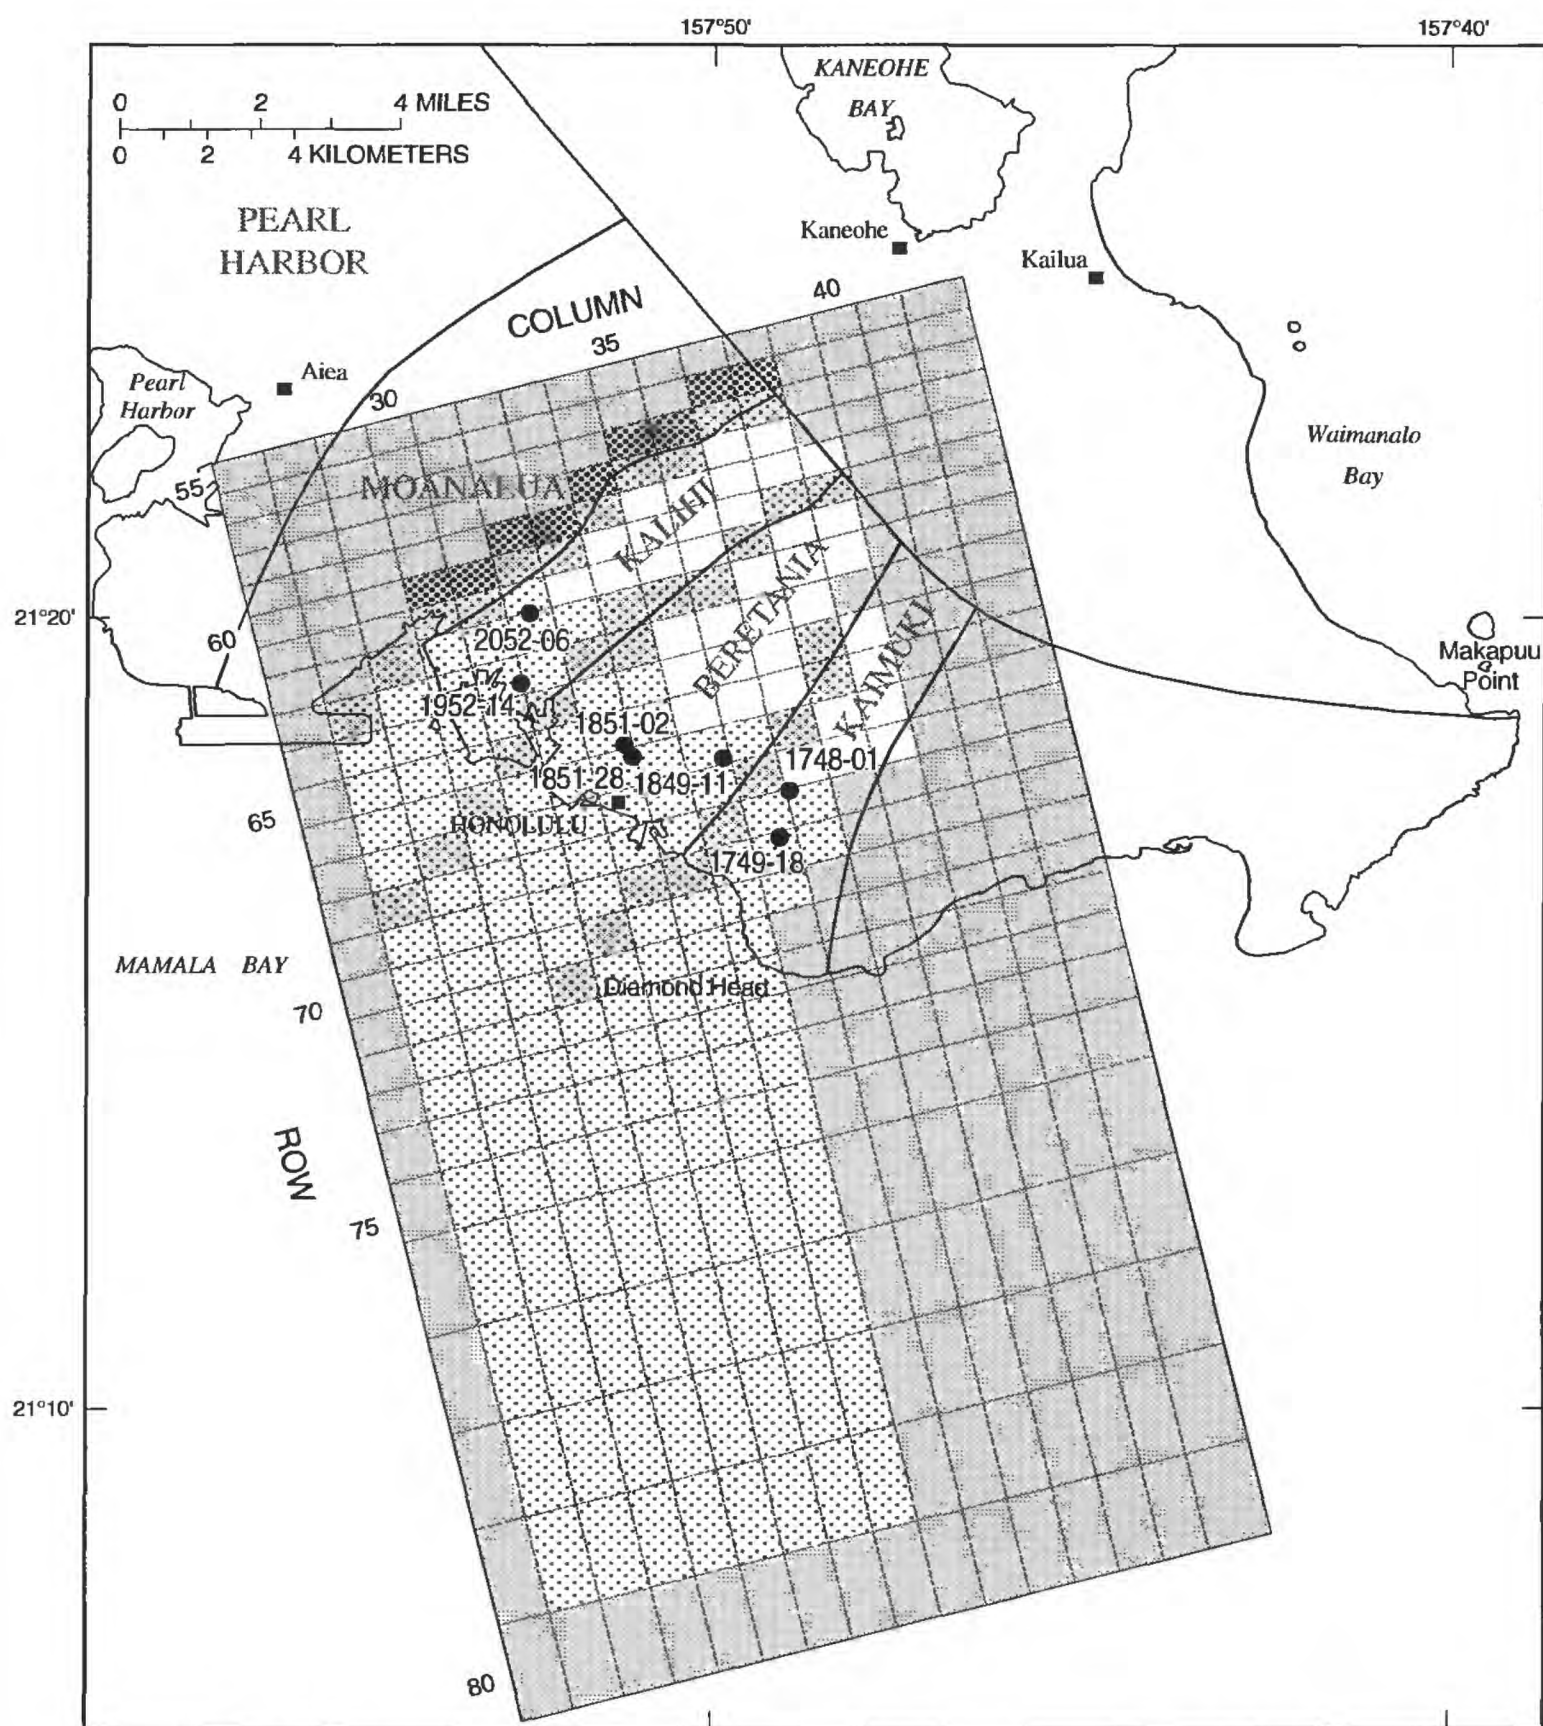 157°50'
157°40'
KANEOHE
BAY
0 2 4 MILES
0 2 4 KILOMETERS
PEARL
HARBOR
Kaneohe
Kailua
COLUMN
40
35
30
Aiea
Pearl
Harbor
Waimanalo
Bay
55
MOANALUA
KALIHI
BERETANIA
KAIMUKI
21°20'
60
2052-06
Makapuu
Point
1952-14
1851-02
1748-01
1851-28
1849-11
65
HONOLULU
1749-18
MAMALA BAY
Diamond Head
70
ROW
75
21°10'
80